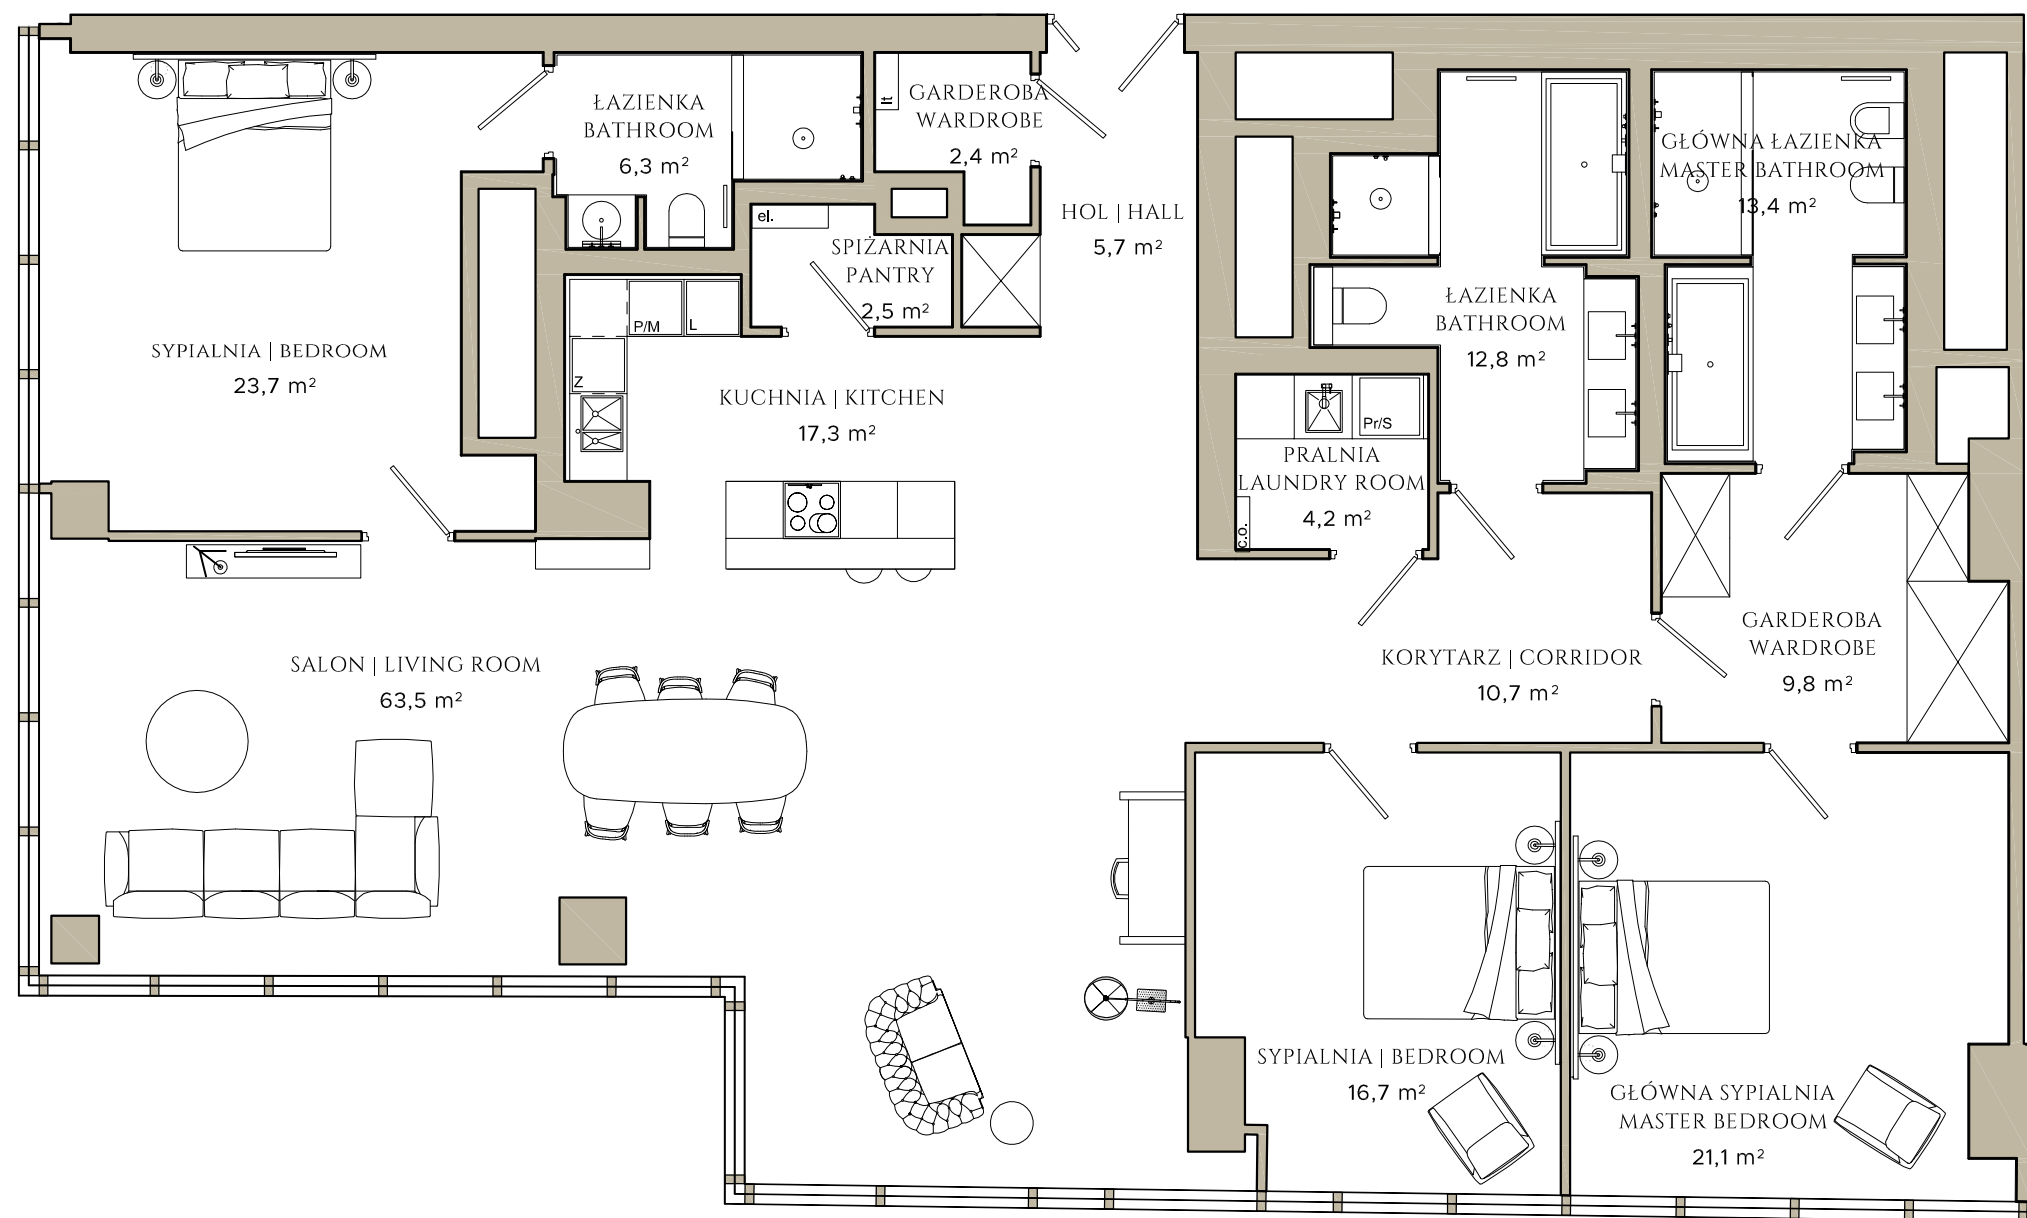 ŁAZIENKA
BATHROOM
6,3 m²
lt
GARDEROBA
WARDROBE
2,4 m²
GŁÓWNA ŁAZIENKA
MASTER BATHROOM
13,4 m²
HOL | HALL
5,7 m²
el.
SPIŻARNIA
PANTRY
2,5 m²
ŁAZIENKA
BATHROOM
12,8 m²
P/M
L
Z
SYPIALNIA | BEDROOM
23,7 m²
KUCHNIA | KITCHEN
17,3 m²
Pr/S
PRALNIA
LAUNDRY ROOM
4,2 m²
c.o.
GARDEROBA
WARDROBE
9,8 m²
SALON | LIVING ROOM
63,5 m²
KORYTARZ | CORRIDOR
10,7 m²
SYPIALNIA | BEDROOM
16,7 m²
GŁÓWNA SYPIALNIA
MASTER BEDROOM
21,1 m²